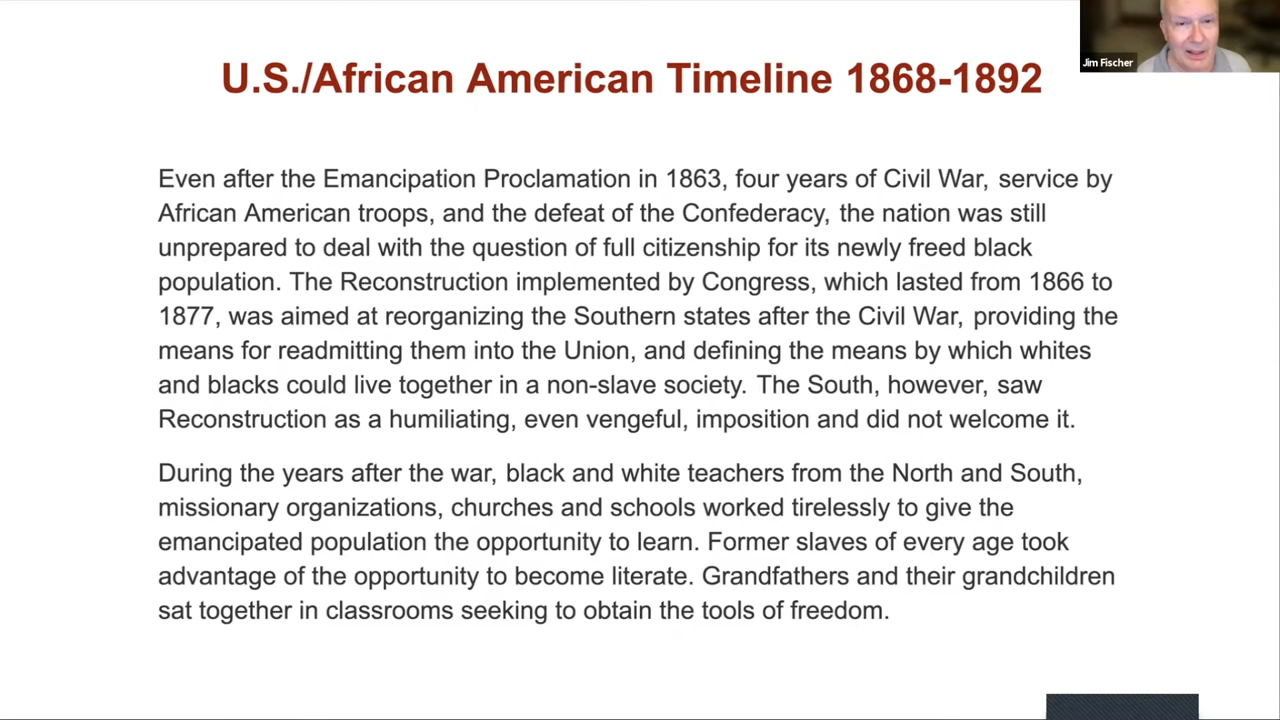 U.S./African American Timeline 1868-1892
Jim Fischer
Even after the Emancipation Proclamation in 1863, four years of Civil War, service by
African American troops, and the defeat of the Confederacy, the nation was still
unprepared to deal with the question of full citizenship for its newly freed black
population. The Reconstruction implemented by Congress, which lasted from 1866 to
1877, was aimed at reorganizing the Southern states after the Civil War, providing the
means for readmitting them into the Union, and defining the means by which whites
and blacks could live together in a non-slave society. The South, however, saw
Reconstruction as a humiliating, even vengeful, imposition and did not welcome it.
During the years after the war, black and white teachers from the North and South,
missionary organizations, churches and schools worked tirelessly to give the
emancipated population the opportunity to learn. Former slaves of every age took
advantage of the opportunity to become literate. Grandfathers and their grandchildren
sat together in classrooms seeking to obtain the tools of freedom.